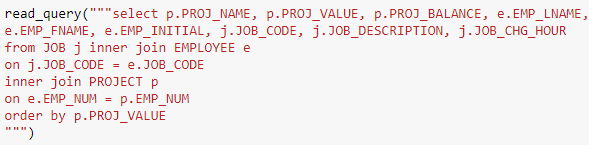 read_query("""select p.PROJ_NAME, p.PROJ_VALUE, p.PROJ_BALANCE, e.EMP_LNAME,
e.EMP_FNAME, e.EMP_INITIAL, j.JOB_CODE, j.JOB_DESCRIPTION, j.JOB_CHG_HOUR
from JOB j inner join EMPLOYEE e
on j.JOB_CODE = e.JOB_CODE
inner join PROJECT p
on e.EMP_NUM = p.EMP_NUM
order by p.PROJ_VALUE
""")